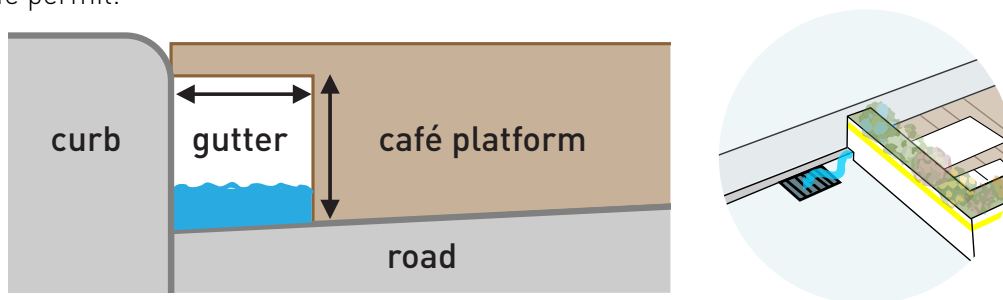 permit.
curb
gutter
café platform
road